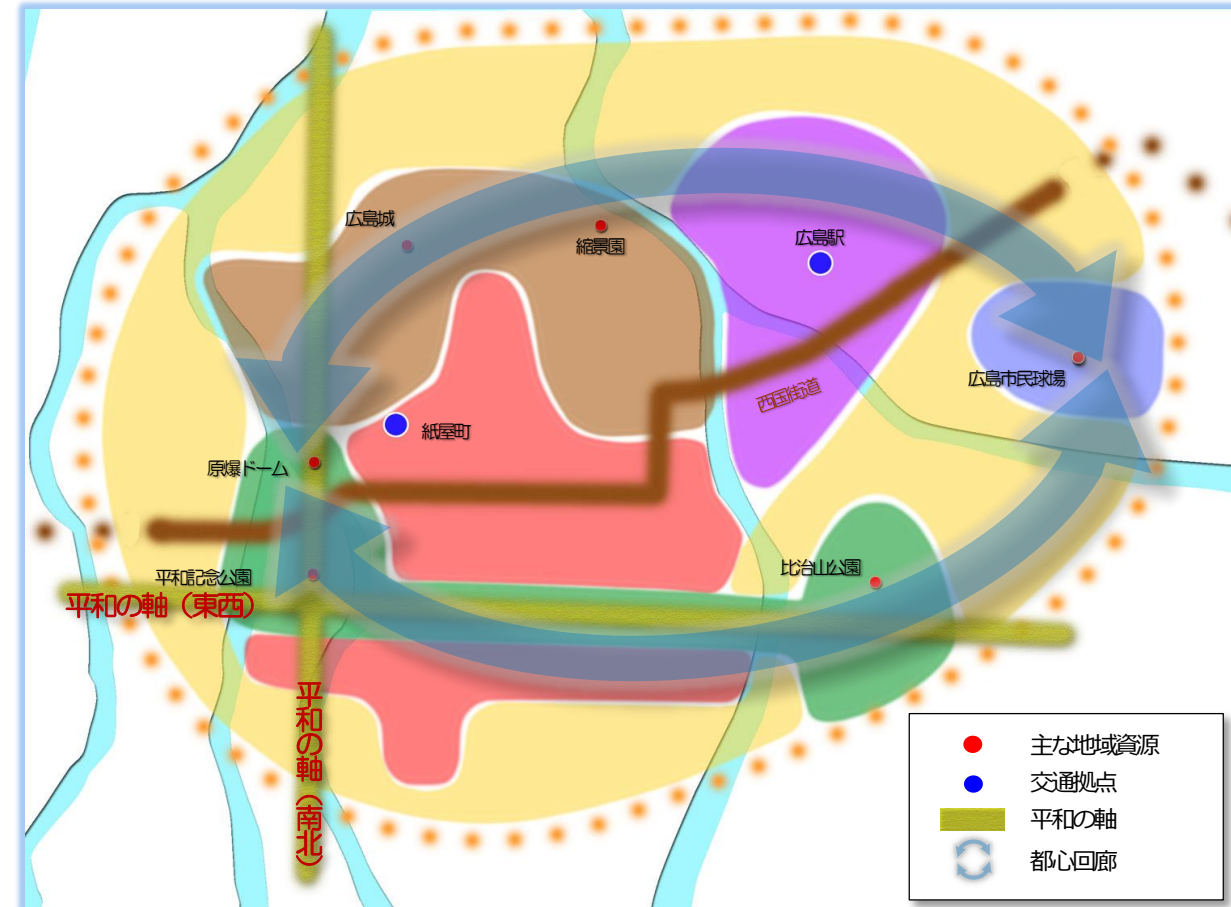 広島城
縮景園
広島駅
広島市民球場
西国街道
紙屋町
原爆ドーム
平和記念公園
平和の軸（東西）
比治山公園
平和の軸（南北）
主な地域資源
交通拠点
平和の軸
都心回廊